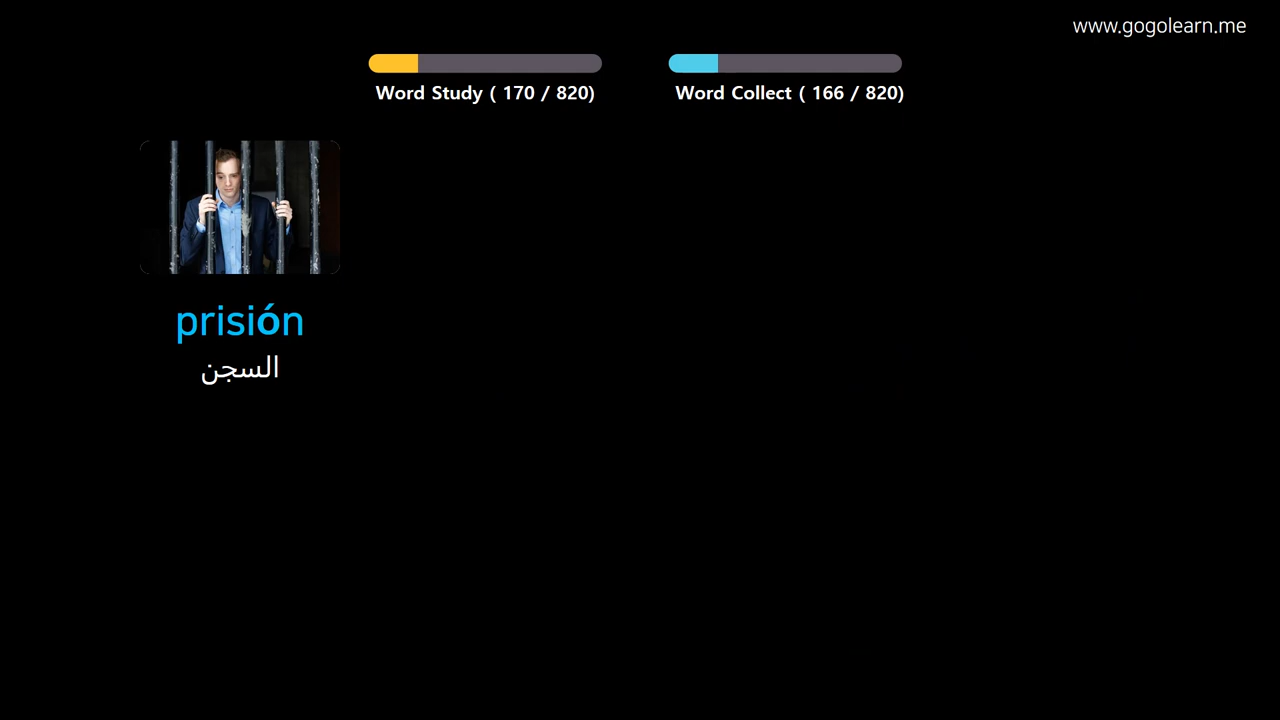 www.gogolearn.me
Word Study ( 170 / 820)
Word Collect ( 166 / 820)
prisión
السجن